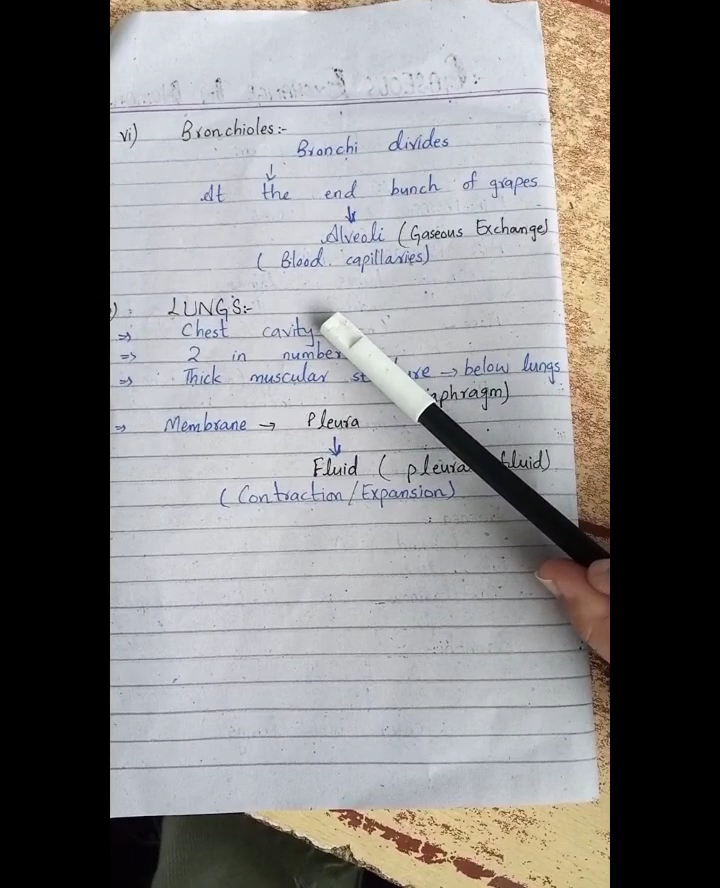 vi) Bronchioles:-
Bronchi divides
↓
At the end bunch of grapes
↓
Alveoli (Gaseous Exchange)
( Blood capillaries)
LUNGS:-
⇒ Chest cavity
⇒ 2 in number
⇒ Thick muscular → below lungs
⇒ Membrane → Pleura
↓
Fluid ( pleura fluid)
( Contraction / Expansion)